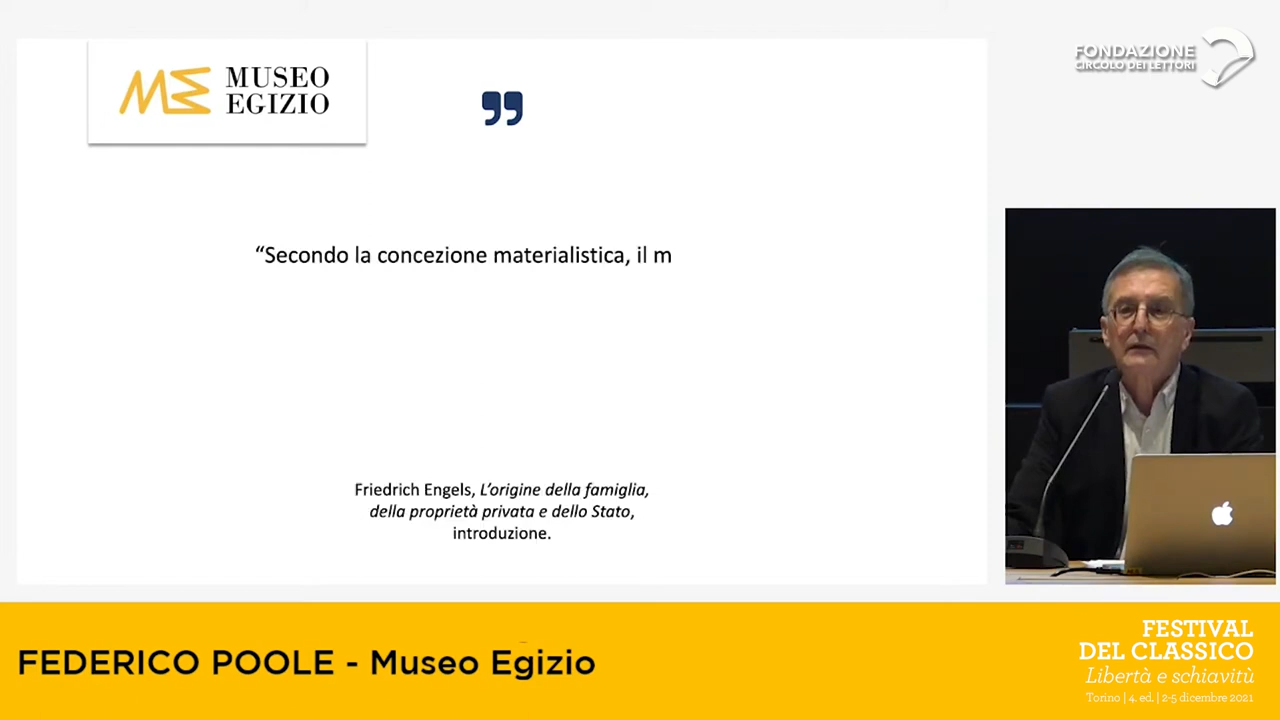 FONDAZIONE
CIRCOLO DEI LETTORI
MUSEO
EGIZIO
”
“Secondo la concezione materialistica, il m
Friedrich Engels, L’origine della famiglia,
della proprietà privata e dello Stato,
introduzione.
FEDERICO POOLE - Museo Egizio
FESTIVAL
DEL CLASSICO
Libertà e schiavitù
Torino | 4. ed. | 2-5 dicembre 2021